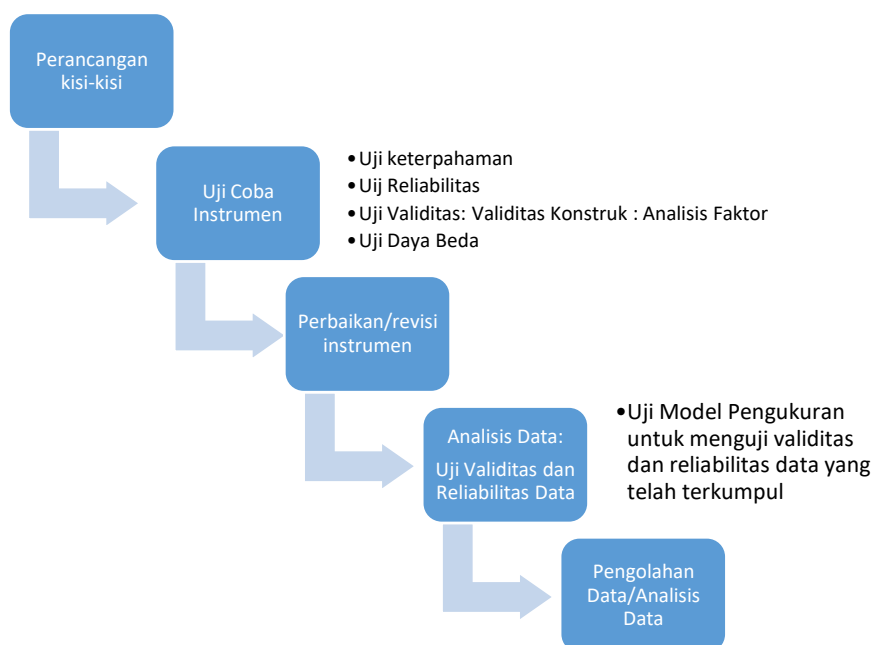 Perancangan
kisi-kisi
Uji Coba
Instrumen
•Uji keterpahaman
•Uij Reliabilitas
•Uji Validitas: Validitas Konstruk : Analisis Faktor
•Uji Daya Beda
Perbaikan/revisi
instrumen
Analisis Data:
Uji Validitas dan
Reliabilitas Data
•Uji Model Pengukuran
untuk menguji validitas
dan reliabilitas data yang
telah terkumpul
Pengolahan
Data/Analisis
Data